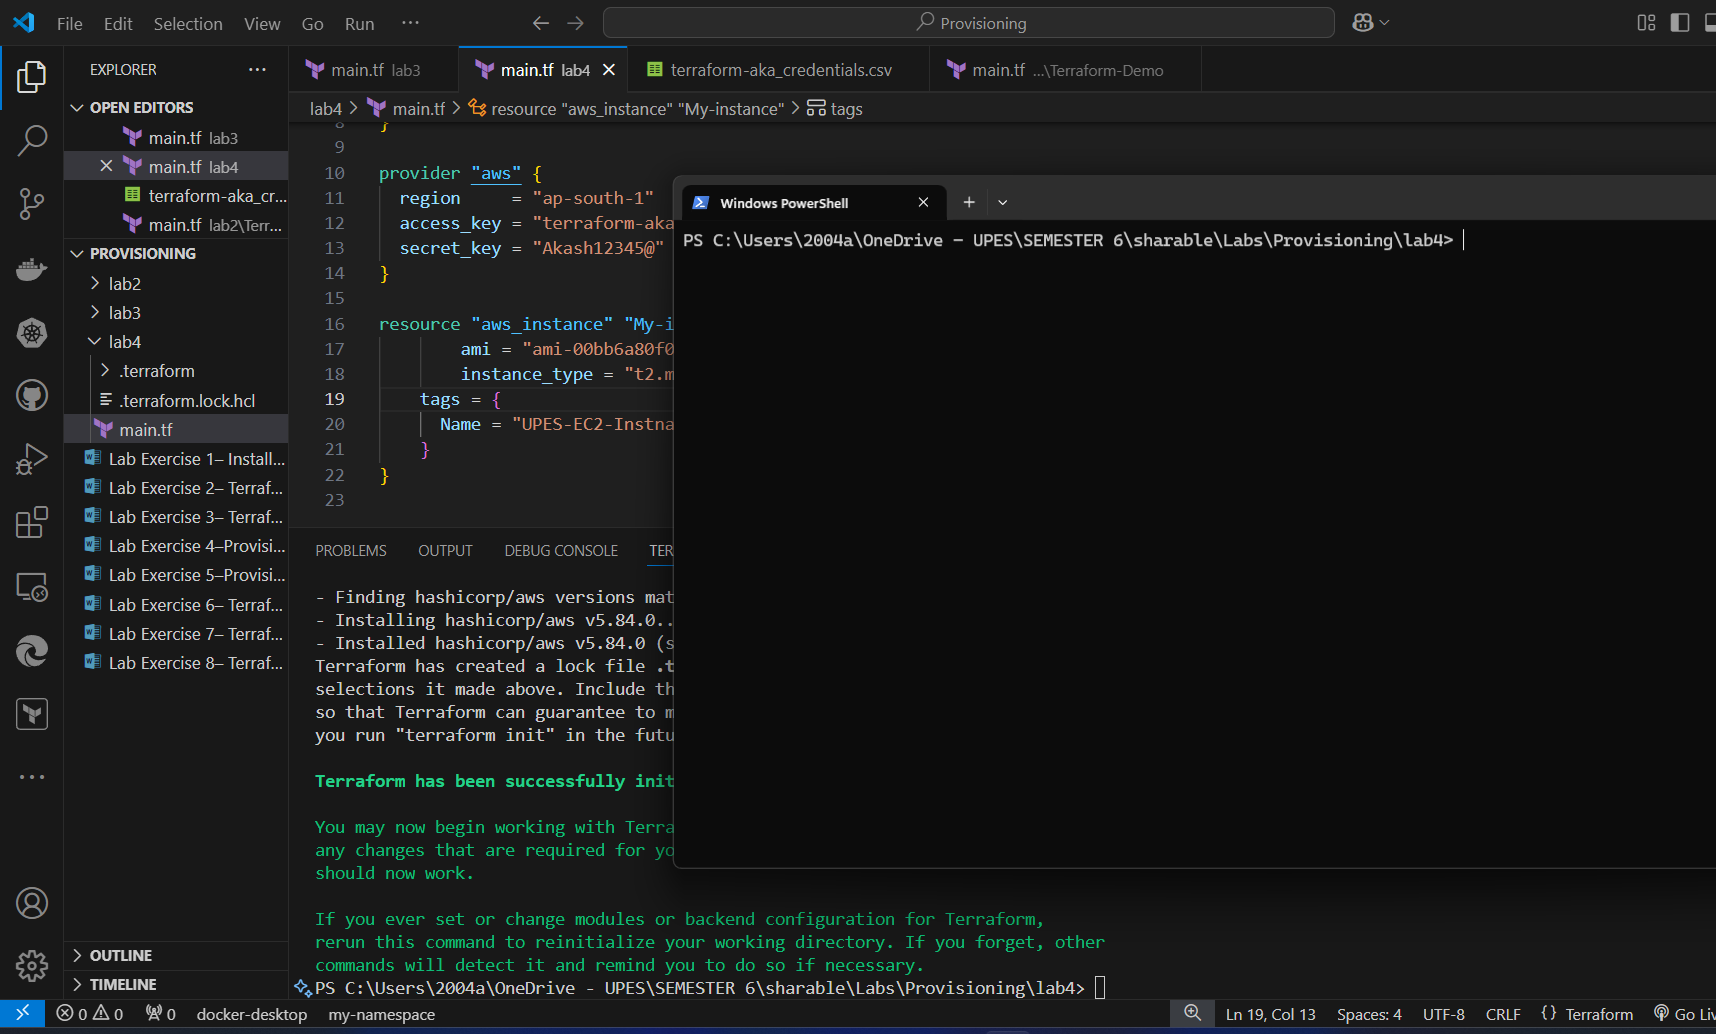 File Edit Selection View Go Run ···
Provisioning
EXPLORER ···
OPEN EDITORS
main.tf lab3
main.tf lab4
terraform-aka_cr...
main.tf lab2\Terr...
PROVISIONING
lab2
lab3
lab4
.terraform
.terraform.lock.hcl
main.tf
Lab Exercise 1– Install...
Lab Exercise 2– Terraf...
Lab Exercise 3– Terraf...
Lab Exercise 4–Provisi...
Lab Exercise 5–Provisi...
Lab Exercise 6– Terraf...
Lab Exercise 7– Terraf...
Lab Exercise 8– Terraf...
OUTLINE
TIMELINE
main.tf lab3
main.tf lab4
terraform-aka_credentials.csv
main.tf ...\Terraform-Demo
lab4 > main.tf > resource "aws_instance" "My-instance" > tags
8 }
9
10 provider "aws" {
11 region = "ap-south-1"
12 access_key = "terraform-aka
13 secret_key = "Akash12345@"
14 }
15
16 resource "aws_instance" "My-i
17 ami = "ami-00bb6a80f0
18 instance_type = "t2.m
19 tags = {
20 Name = "UPES-EC2-Instna
21 }
22 }
23
PROBLEMS OUTPUT DEBUG CONSOLE TER
- Finding hashicorp/aws versions mat
- Installing hashicorp/aws v5.84.0..
- Installed hashicorp/aws v5.84.0 (s
Terraform has created a lock file .t
selections it made above. Include th
so that Terraform can guarantee to m
you run "terraform init" in the futu
Terraform has been successfully init
You may now begin working with Terra
any changes that are required for yo
should now work.
If you ever set or change modules or backend configuration for Terraform,
rerun this command to reinitialize your working directory. If you forget, other
commands will detect it and remind you to do so if necessary.
PS C:\Users\2004a\OneDrive - UPES\SEMESTER 6\sharable\Labs\Provisioning\lab4>
Windows PowerShell
PS C:\Users\2004a\OneDrive - UPES\SEMESTER 6\sharable\Labs\Provisioning\lab4>
0 0 0 docker-desktop my-namespace
Ln 19, Col 13 Spaces: 4 UTF-8 CRLF {} Terraform Go Liv